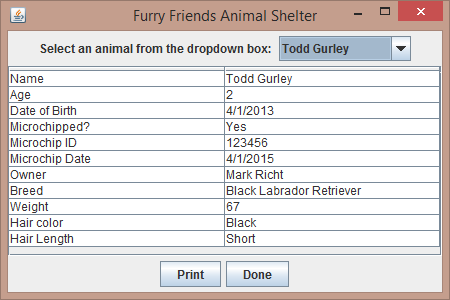 Furry Friends Animal Shelter
Select an animal from the dropdown box: Todd Gurley
Name Todd Gurley
Age 2
Date of Birth 4/1/2013
Microchipped? Yes
Microchip ID 123456
Microchip Date 4/1/2015
Owner Mark Richt
Breed Black Labrador Retriever
Weight 67
Hair color Black
Hair Length Short
Print Done